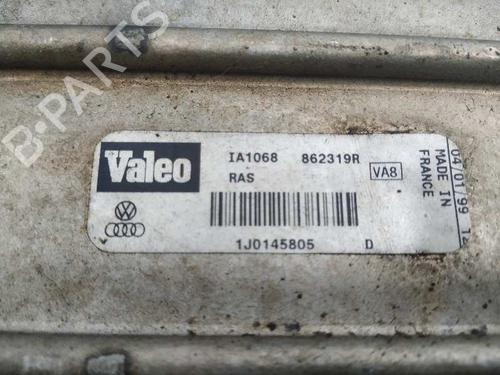 B-PARTS
Valeo
IA1068 862319R
RAS
VA8
1J0145805 D
MADE IN
FRANCE
04/01/99